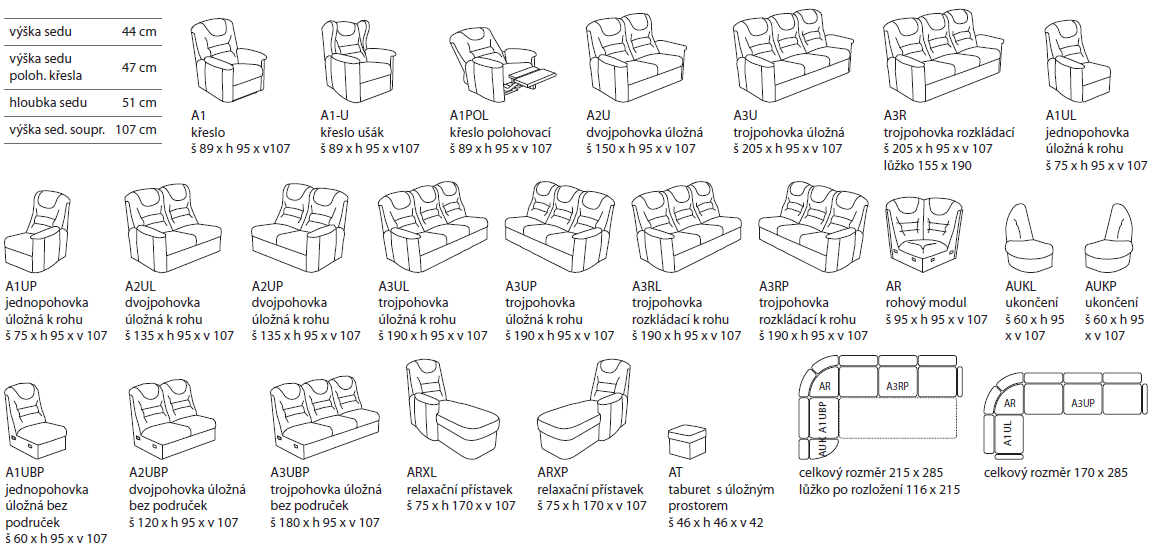 výška sedu 44 cm
výška sedu
poloh. křesla 47 cm
hloubka sedu 51 cm
výška sed. soupr. 107 cm
A1
křeslo
š 89 x h 95 x v107
A1-U
křeslo ušák
š 89 x h 95 x v107
A1POL
křeslo polohovací
š 89 x h 95 x v 107
A2U
dvojpohovka úložná
š 150 x h 95 x v 107
A3U
trojpohovka úložná
š 205 x h 95 x v 107
A3R
trojpohovka rozkládací
š 205 x h 95 x v 107
lůžko 155 x 190
A1UL
jednopohovka
úložná k rohu
š 75 x h 95 x v 107
A1UP
jednopohovka
úložná k rohu
š 75 x h 95 x v 107
A2UL
dvojpohovka
úložná k rohu
š 135 x h 95 x v 107
A2UP
dvojpohovka
úložná k rohu
š 135 x h 95 x v 107
A3UL
trojpohovka
úložná k rohu
š 190 x h 95 x v 107
A3UP
trojpohovka
úložná k rohu
š 190 x h 95 x v 107
A3RL
trojpohovka
rozkládací k rohu
š 190 x h 95 x v 107
A3RP
trojpohovka
rozkládací k rohu
š 190 x h 95 x v 107
AR
rohový modul
š 95 x h 95 x v 107
AUKL
ukončení
š 60 x h 95
x v 107
AUKP
ukončení
š 60 x h 95
x v 107
A1UBP
jednopohovka
úložná bez
područek
š 60 x h 95 x v 107
A2UBP
dvojpohovka úložná
bez područek
š 120 x h 95 x v 107
A3UBP
trojpohovka úložná
bez područek
š 180 x h 95 x v 107
ARXL
relaxační přístavek
š 75 x h 170 x v 107
ARXP
relaxační přístavek
š 75 x h 170 x v 107
AT
taburet s úložným
prostorem
š 46 x h 46 x v 42
AR
A3RP
A1UBP
AUK
celkový rozměr 215 x 285
lůžko po rozložení 116 x 215
AR
A3UP
A1UL
celkový rozměr 170 x 285